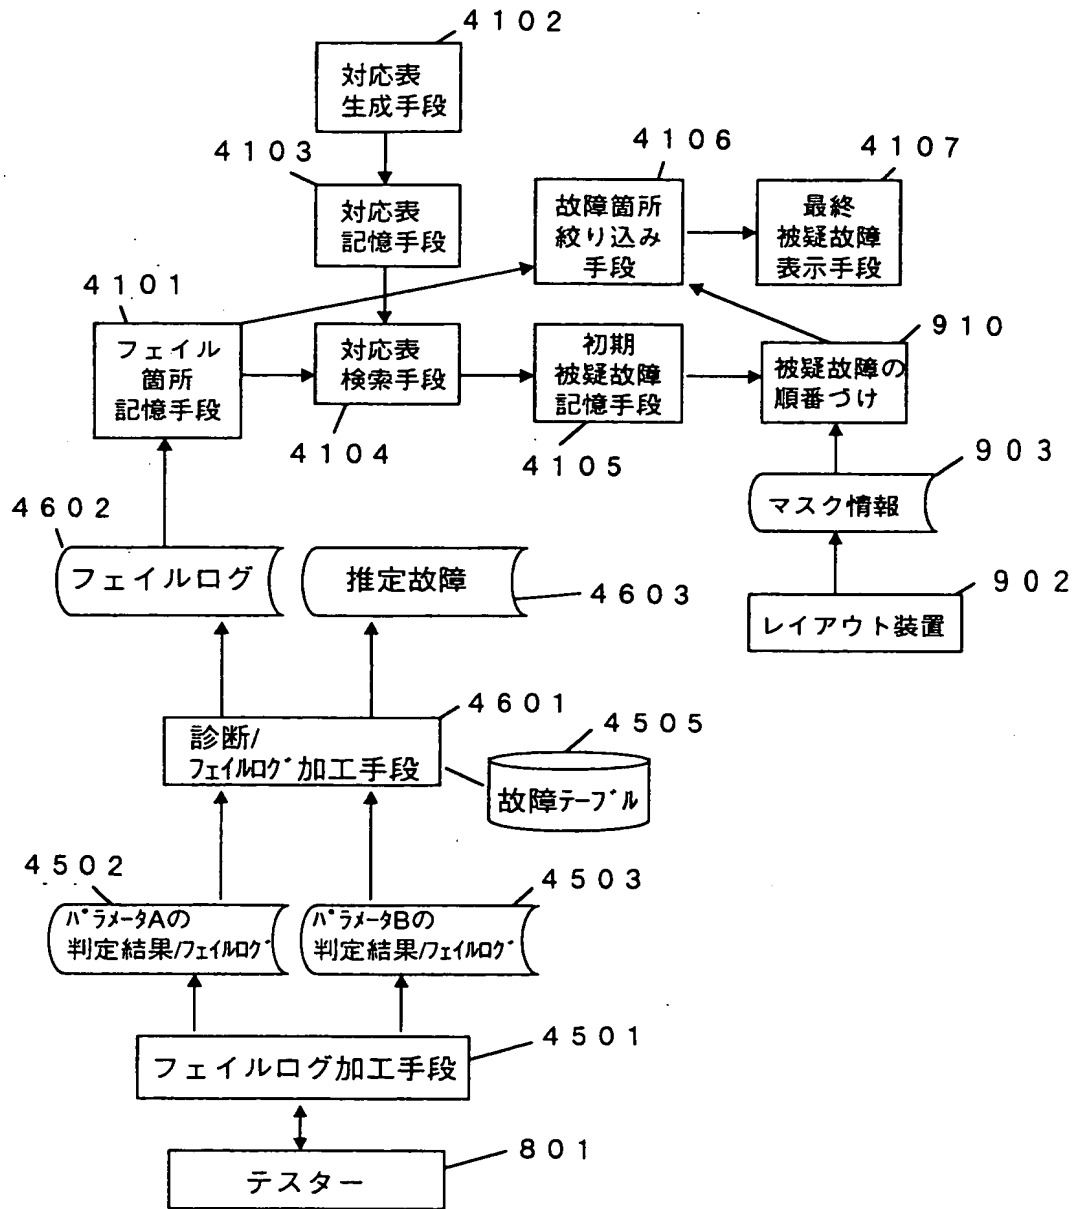 ４１０２
対応表
生成手段
４１０３
対応表
記憶手段
４１０６
故障箇所
絞り込み
手段
４１０７
最終
被疑故障
表示手段
４１０１
フェイル
箇所
記憶手段
対応表
検索手段
４１０４
初期
被疑故障
記憶手段
４１０５
９１０
被疑故障の
順番づけ
９０３
マスク情報
９０２
レイアウト装置
４６０２
フェイルログ
推定故障
４６０３
４６０１
診断/
ﾌｪｲﾙﾛｸﾞ加工手段
４５０５
故障ﾃｰﾌﾞﾙ
４５０２
ﾊﾟﾗﾒｰﾀAの
判定結果/ﾌｪｲﾙﾛｸﾞ
４５０３
ﾊﾟﾗﾒｰﾀBの
判定結果/ﾌｪｲﾙﾛｸﾞ
４５０１
フェイルログ加工手段
８０１
テスター